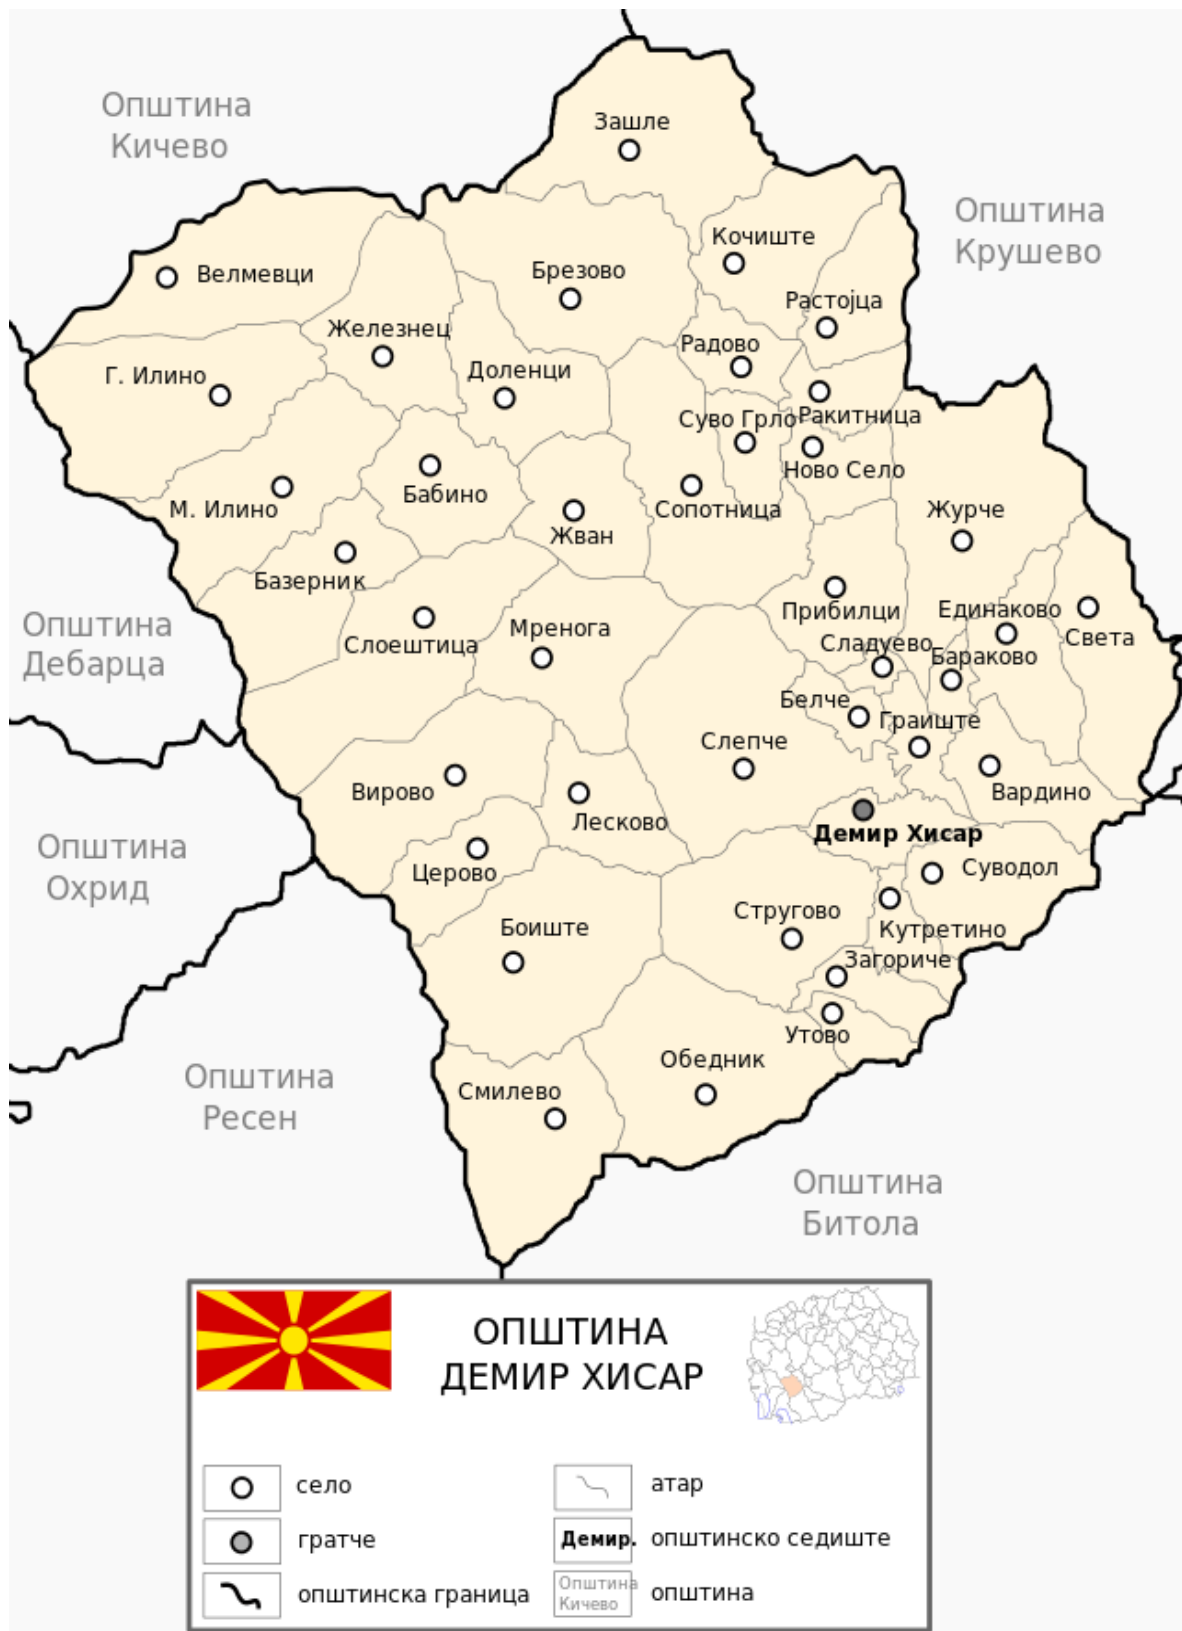 Општина
Кичево
Зашле
Општина
Крушево
Кочиште
Велмевци
Брезово
Растојца
Железнец
Радово
Г. Илино
Доленци
Суво Грло
Ракитница
Ново Село
Бабино
М. Илино
Сопотница
Журче
Жван
Базерник
Прибилци
Единаково
Општина
Дебарца
Слоештица
Мренога
Сладуево
Света
Бараково
Белче
Граиште
Слепче
Вирово
Вардино
Лесково
Демир Хисар
Општина
Охрид
Церово
Суводол
Стругово
Боиште
Кутретино
Загориче
Утово
Обедник
Општина
Ресен
Смилево
Општина
Битола
ОПШТИНА
ДЕМИР ХИСАР
село
атар
гратче
Демир.
општинско седиште
општинска граница
Општина
Кичево
општина